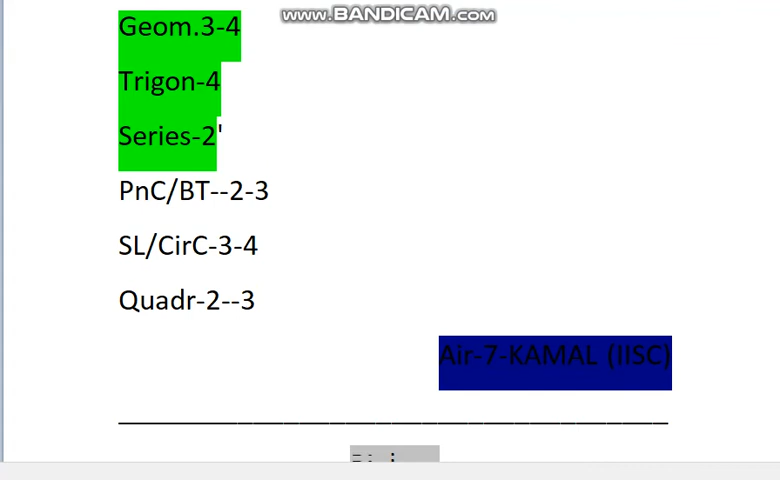 www.BANDICAM.com
Geom.3-4
Trigon-4
Series-2'
PnC/BT--2-3
SL/CirC-3-4
Quadr-2--3
Air-7-KAMAL (IISC)